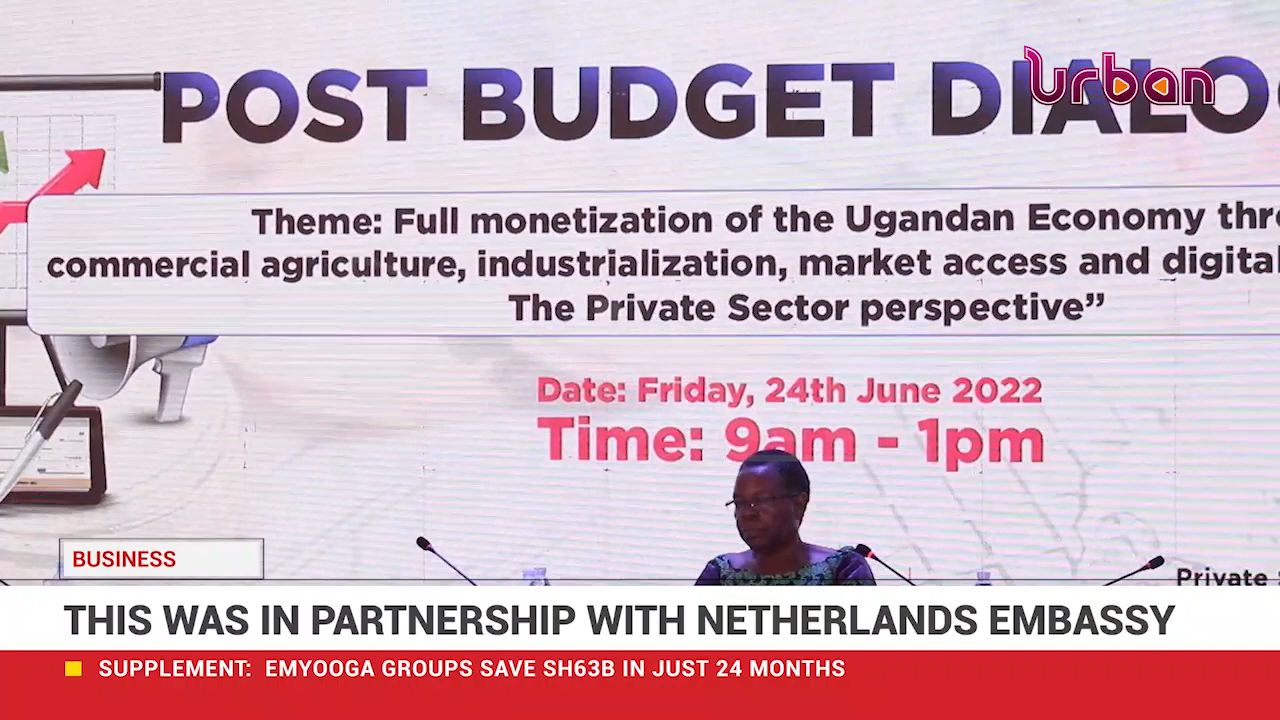 urban
POST BUDGET DIALO
Theme: Full monetization of the Ugandan Economy thr
commercial agriculture, industrialization, market access and digital
The Private Sector perspective”
Date: Friday, 24th June 2022
Time: 9am - 1pm
Private
BUSINESS
THIS WAS IN PARTNERSHIP WITH NETHERLANDS EMBASSY
SUPPLEMENT: EMYOOGA GROUPS SAVE SH63B IN JUST 24 MONTHS